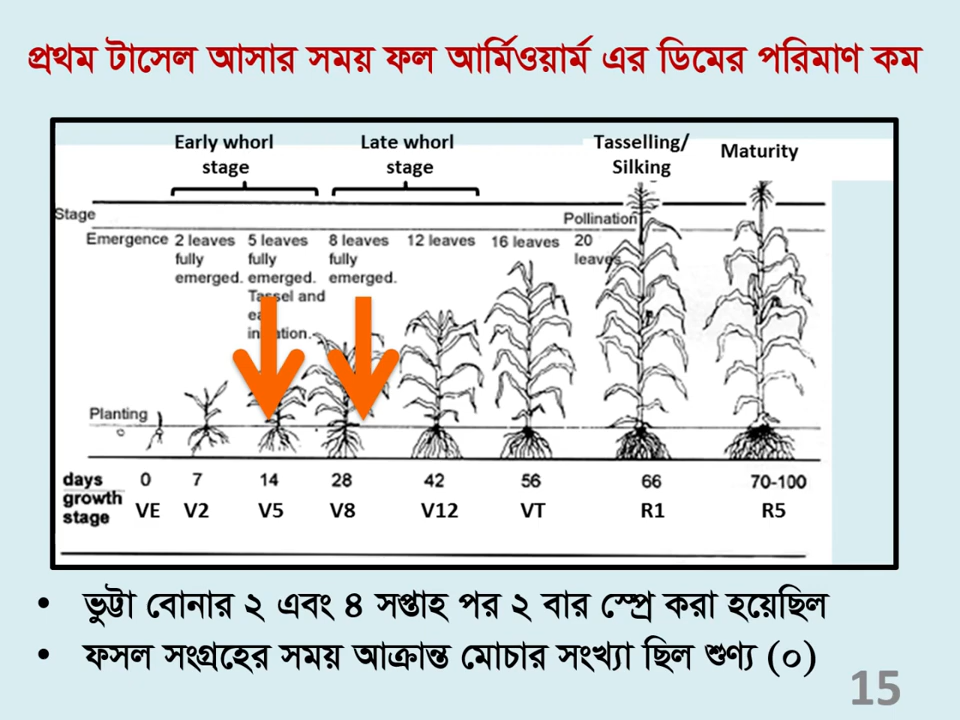 প্রথম টাসেল আসার সময় ফল আর্মিওয়ার্ম এর ডিমের পরিমাণ কম
Early whorl stage
Late whorl stage
Tasselling/ Silking
Maturity
Stage
Pollination
Emergence
2 leaves fully emerged.
5 leaves fully emerged. Tassel and
8 leaves fully emerged.
12 leaves
16 leaves
20 leaves
Planting
days 0 7 14 28 42 56 66 70-100
growth stage VE V2 V5 V8 V12 VT R1 R5
• ভুট্টা বোনার ২ এবং ৪ সপ্তাহ পর ২ বার স্প্রে করা হয়েছিল
• ফসল সংগ্রহের সময় আক্রান্ত মোচার সংখ্যা ছিল শুণ্য (০)
15